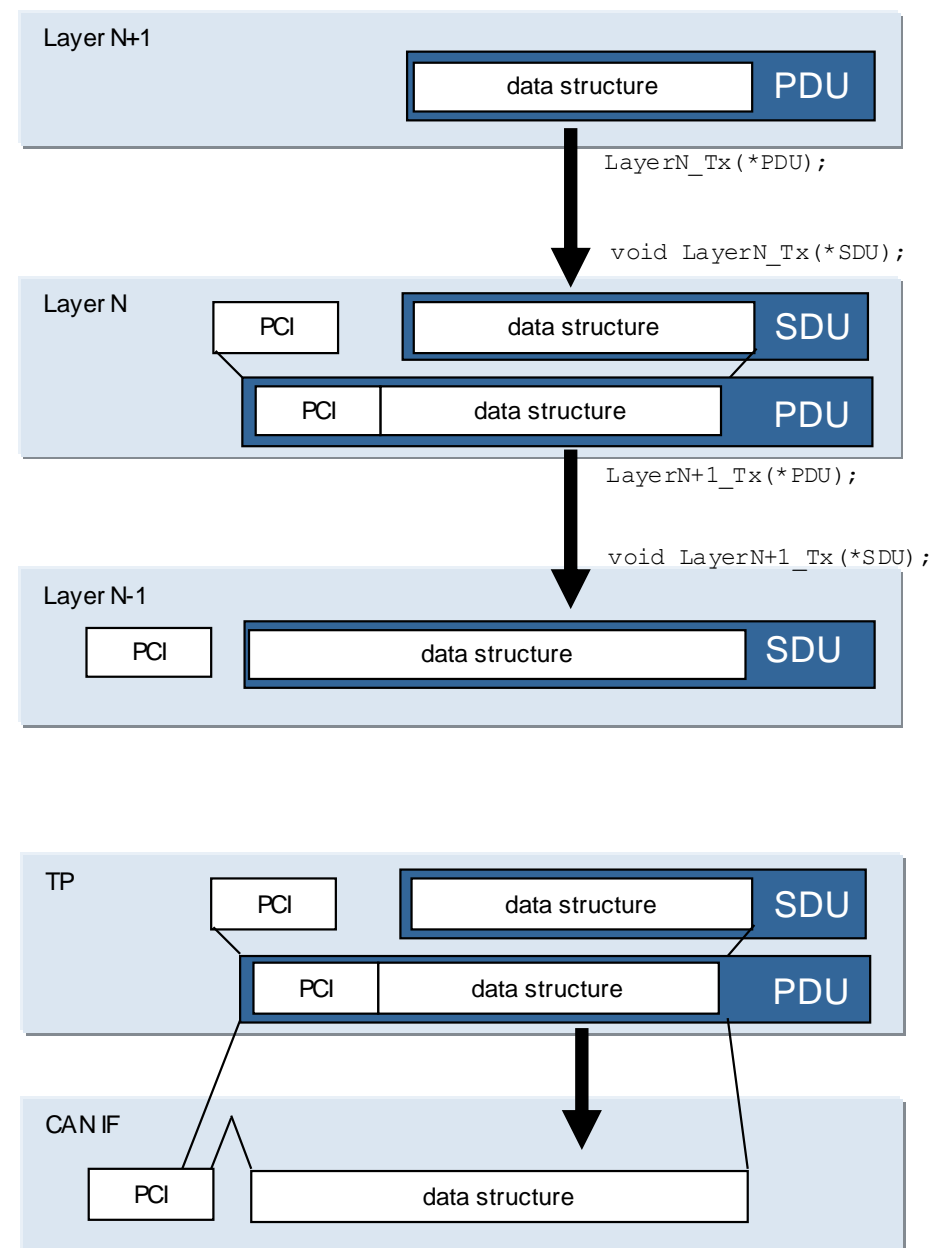 Layer N+1
data structure PDU
LayerN_Tx(*PDU);
void LayerN_Tx(*SDU);
Layer N
PCI data structure SDU
PCI data structure PDU
LayerN+1_Tx(*PDU);
void LayerN+1_Tx(*SDU);
Layer N-1
PCI data structure SDU
TP
PCI data structure SDU
PCI data structure PDU
CAN IF
PCI data structure